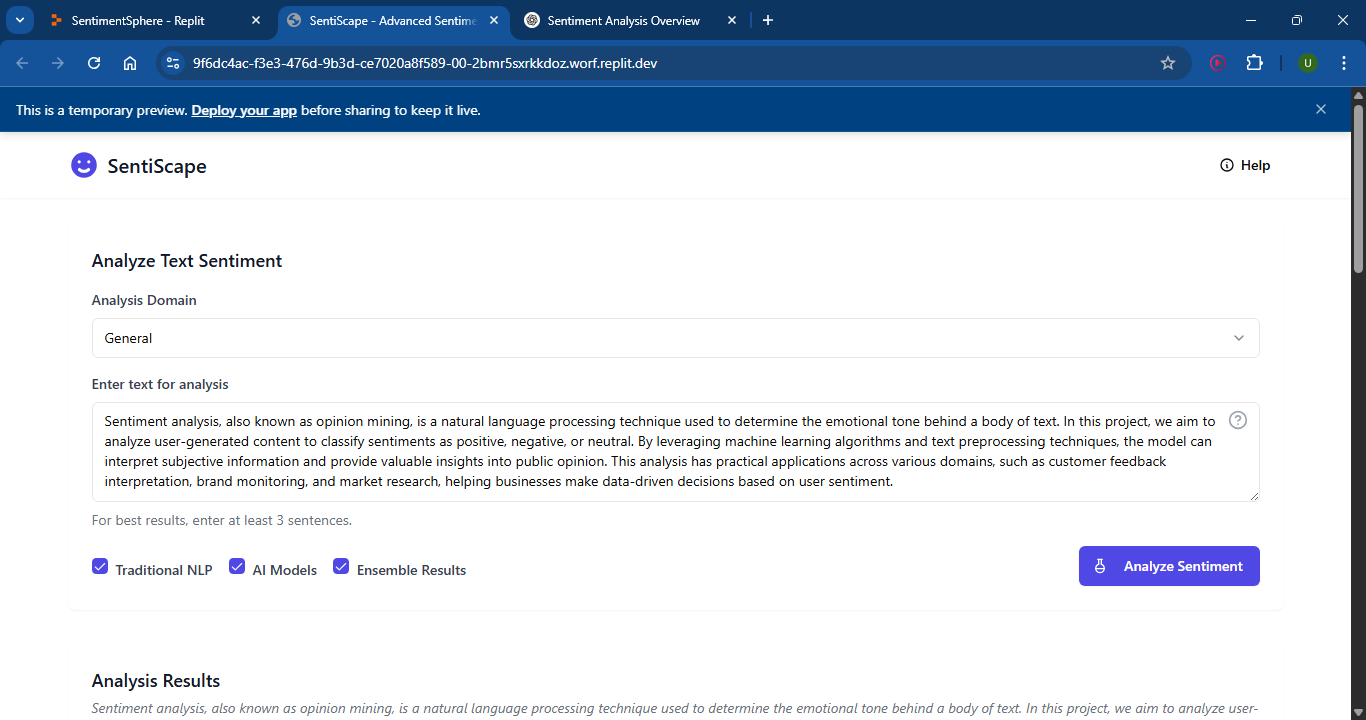 SentimentSphere - Replit
SentiScape - Advanced Sentime
Sentiment Analysis Overview
9f6dc4ac-f3e3-476d-9b3d-ce7020a8f589-00-2bmr5sxrkkdoz.worf.replit.dev
U
This is a temporary preview. Deploy your app before sharing to keep it live.
SentiScape
Help
Analyze Text Sentiment
Analysis Domain
General
Enter text for analysis
Sentiment analysis, also known as opinion mining, is a natural language processing technique used to determine the emotional tone behind a body of text. In this project, we aim to
analyze user-generated content to classify sentiments as positive, negative, or neutral. By leveraging machine learning algorithms and text preprocessing techniques, the model can
interpret subjective information and provide valuable insights into public opinion. This analysis has practical applications across various domains, such as customer feedback
interpretation, brand monitoring, and market research, helping businesses make data-driven decisions based on user sentiment.
For best results, enter at least 3 sentences.
Traditional NLP
AI Models
Ensemble Results
Analyze Sentiment
Analysis Results
Sentiment analysis, also known as opinion mining, is a natural language processing technique used to determine the emotional tone behind a body of text. In this project, we aim to analyze user-